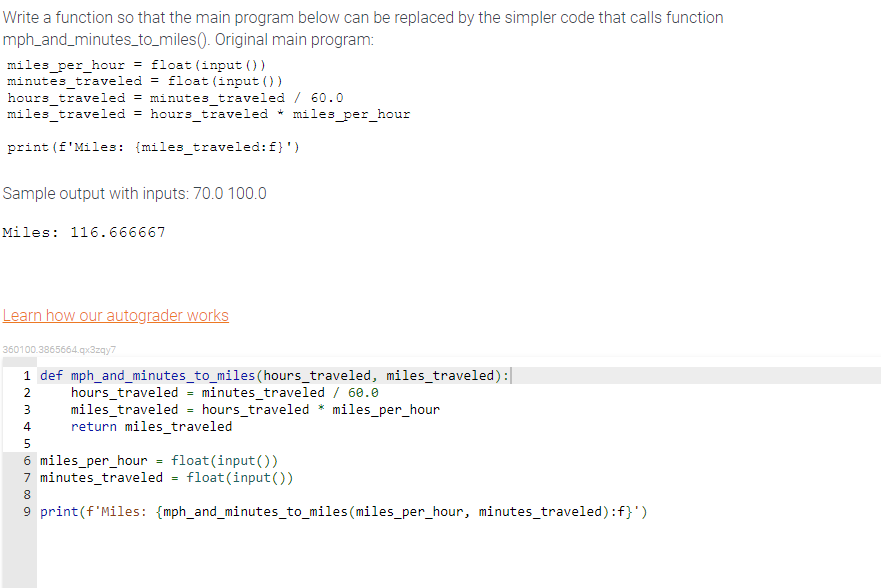 Write a function so that the main program below can be replaced by the simpler code that calls function
mph_and_minutes_to_miles(). Original main program:
miles_per_hour = float(input())
minutes_traveled = float(input())
hours_traveled = minutes_traveled / 60.0
miles_traveled = hours_traveled * miles_per_hour
print(f'Miles: {miles_traveled:f}')
Sample output with inputs: 70.0 100.0
Miles: 116.666667
Learn how our autograder works
360100.3865664.qx3zqy7
1 def mph_and_minutes_to_miles(hours_traveled, miles_traveled):
2     hours_traveled = minutes_traveled / 60.0
3     miles_traveled = hours_traveled * miles_per_hour
4     return miles_traveled
5
6 miles_per_hour = float(input())
7 minutes_traveled = float(input())
8
9 print(f'Miles: {mph_and_minutes_to_miles(miles_per_hour, minutes_traveled):f}')